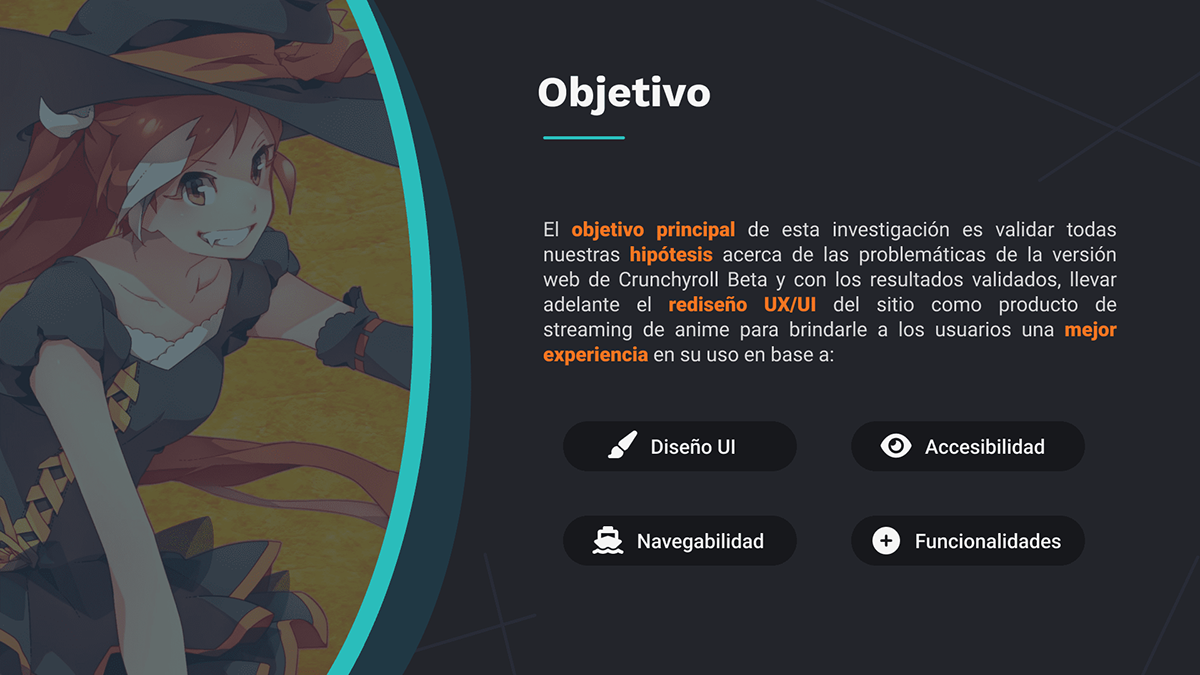 Objetivo
El objetivo principal de esta investigación es validar todas
nuestras hipótesis acerca de las problemáticas de la versión
web de Crunchyroll Beta y con los resultados validados, llevar
adelante el rediseño UX/UI del sitio como producto de
streaming de anime para brindarle a los usuarios una mejor
experiencia en su uso en base a:
Diseño UI
Accesibilidad
Navegabilidad
Funcionalidades